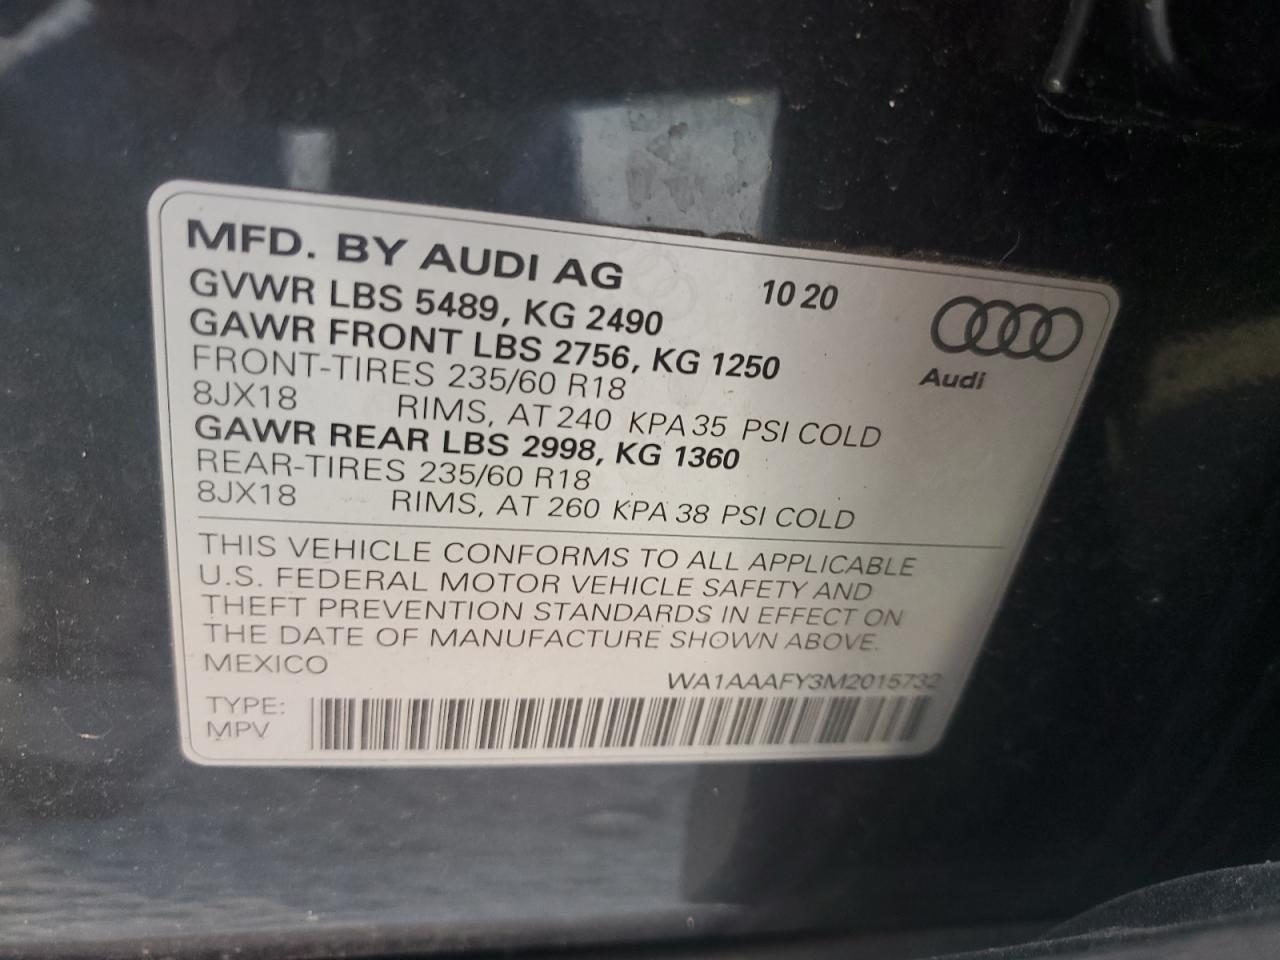 MFD. BY AUDI AG 10 20
GVWR LBS 5489, KG 2490
GAWR FRONT LBS 2756, KG 1250
FRONT-TIRES 235/60 R18
8JX18 RIMS, AT 240 KPA 35 PSI COLD
GAWR REAR LBS 2998, KG 1360
REAR-TIRES 235/60 R18
8JX18 RIMS, AT 260 KPA 38 PSI COLD
Audi
THIS VEHICLE CONFORMS TO ALL APPLICABLE
U.S. FEDERAL MOTOR VEHICLE SAFETY AND
THEFT PREVENTION STANDARDS IN EFFECT ON
THE DATE OF MANUFACTURE SHOWN ABOVE.
MEXICO
WA1AAAFY3M2015732
TYPE:
MPV